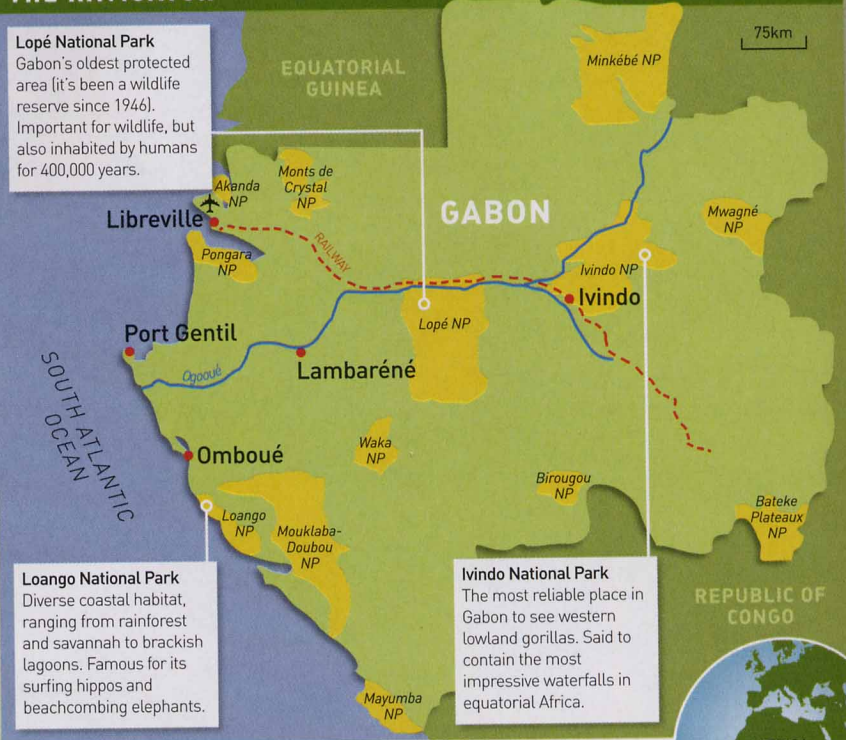 Lopé National Park
Gabon's oldest protected
area (it's been a wildlife
reserve since 1946).
Important for wildlife, but
also inhabited by humans
for 400,000 years.
EQUATORIAL
GUINEA
75km
Minkébé NP
Akanda
NP
Monts de
Crystal
NP
Libreville
GABON
Mwagné
NP
RAILWAY
Pongara
NP
Ivindo NP
Ivindo
Lopé NP
Port Gentil
Lambaréné
Ogooué
SOUTH ATLANTIC
OCEAN
Omboué
Waka
NP
Birougou
NP
Bateke
Plateaux
NP
Loango
NP
Mouklaba-
Doubou
NP
Loango National Park
Diverse coastal habitat,
ranging from rainforest
and savannah to brackish
lagoons. Famous for its
surfing hippos and
beachcombing elephants.
Ivindo National Park
The most reliable place in
Gabon to see western
lowland gorillas. Said to
contain the most
impressive waterfalls in
equatorial Africa.
REPUBLIC OF
CONGO
Mayumba
NP